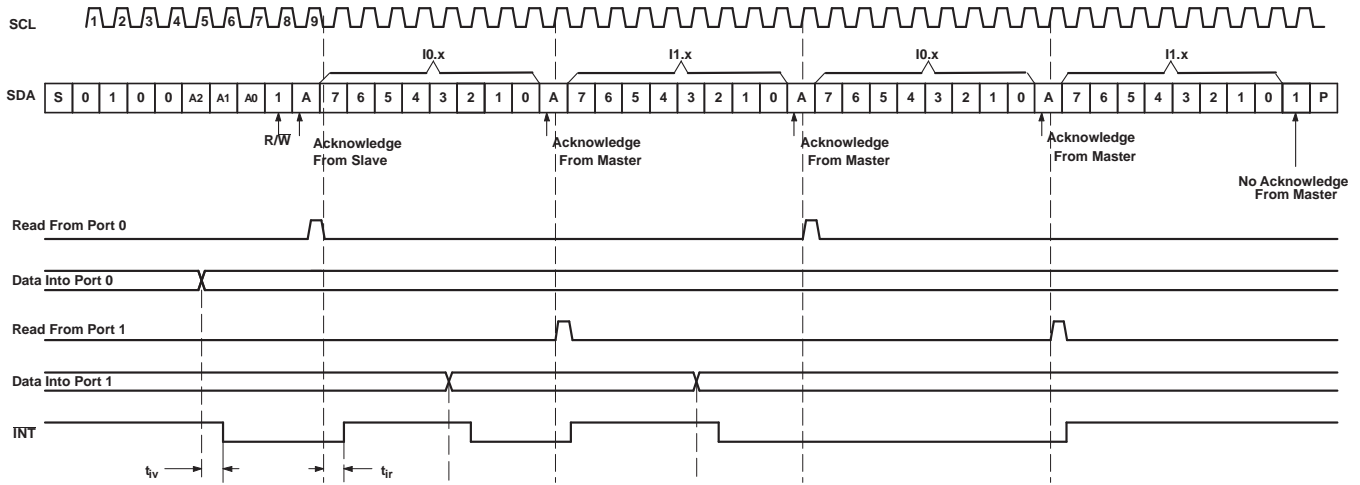 SCL 1 2 3 4 5 6 7 8 9
I0.x I1.x I0.x I1.x
SDA S 0 1 0 0 A2 A1 A0 1 A 7 6 5 4 3 2 1 0 A 7 6 5 4 3 2 1 0 A 7 6 5 4 3 2 1 0 A 7 6 5 4 3 2 1 0 1 P
R/W̅
Acknowledge
From Slave
Acknowledge
From Master
Acknowledge
From Master
Acknowledge
From Master
No Acknowledge
From Master
Read From Port 0
Data Into Port 0
Read From Port 1
Data Into Port 1
I̅N̅T̅
tiv tir